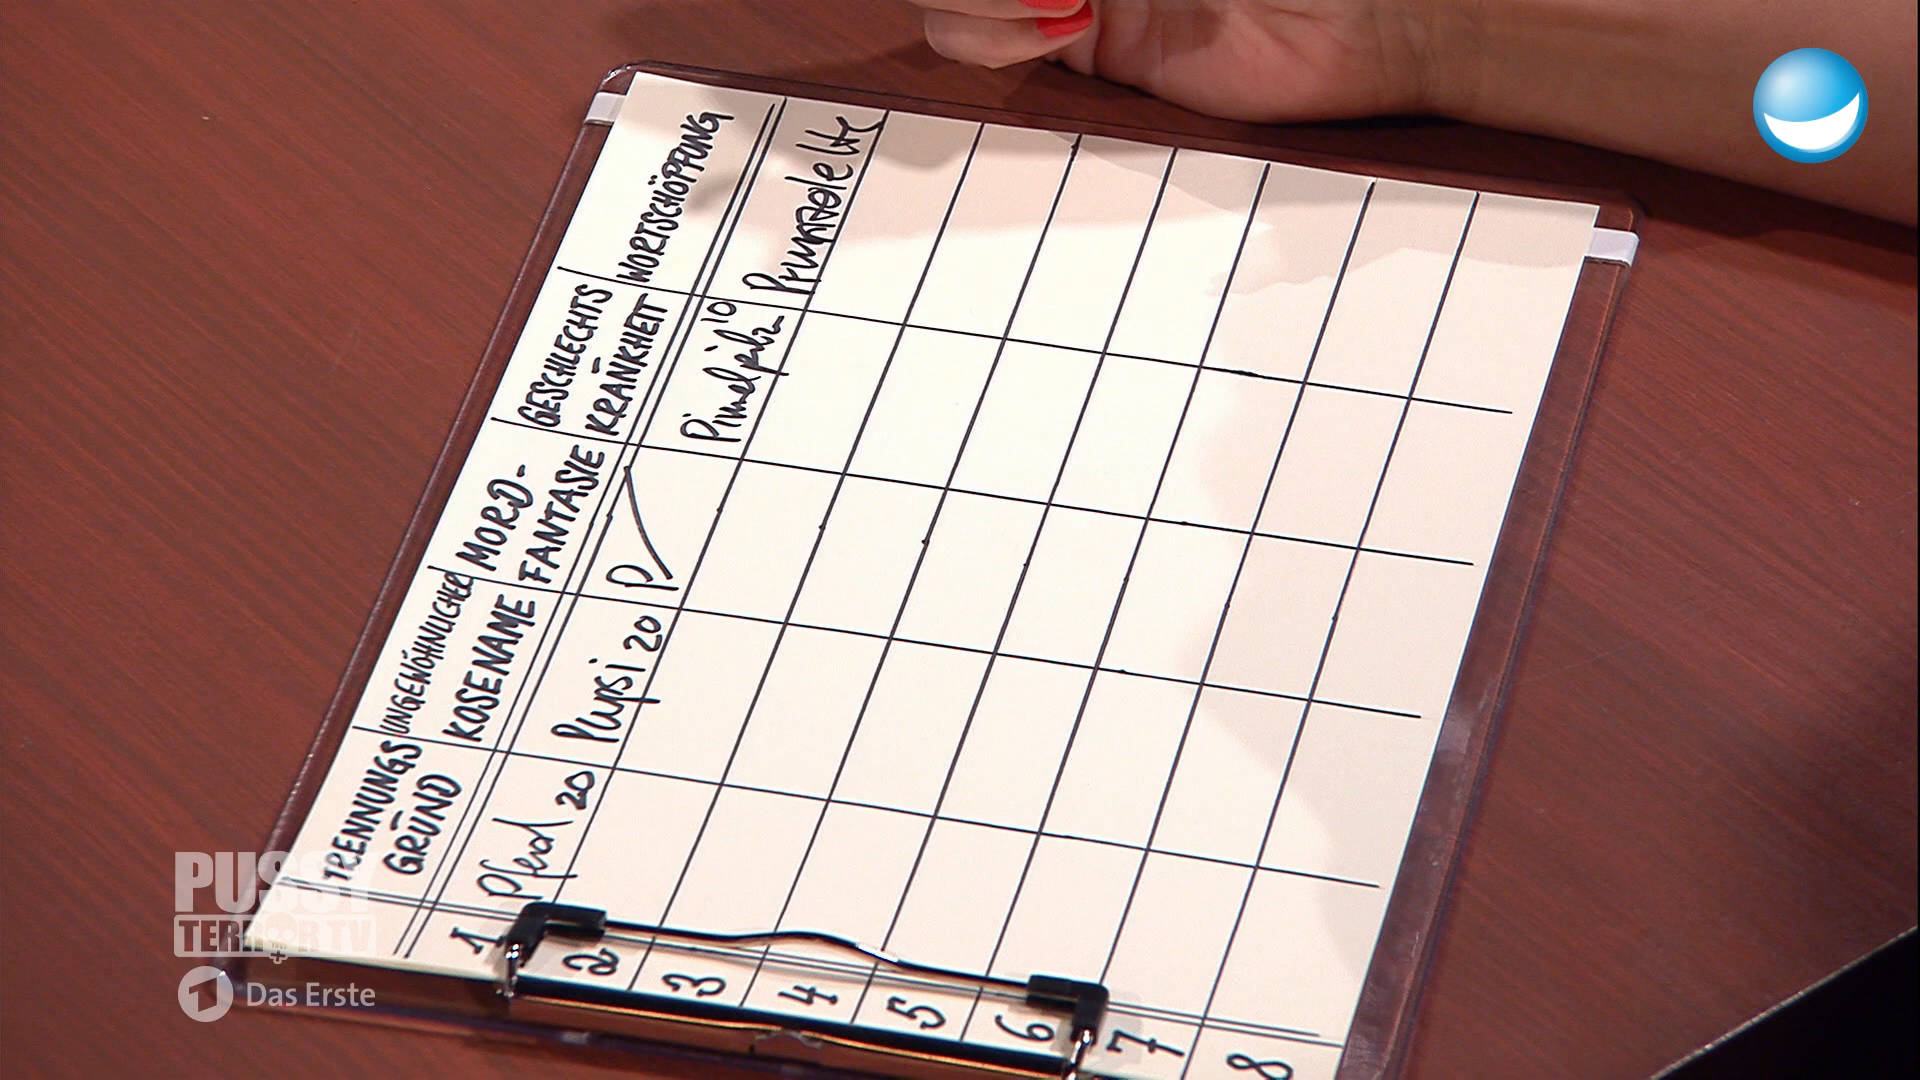 TRENNUNGS
GRUND
UNGEWÖHNLICHER
KOSENAME
MORD-
FANTASIE
GESCHLECHTS
KRANKHEIT
WORTSCHÖPFUNG
1
Pferd 20
Pupsi 20
P
Pimmelpilz 10
2
3
4
5
6
7
8
PUSSY
TERROR TV
1 Das Erste